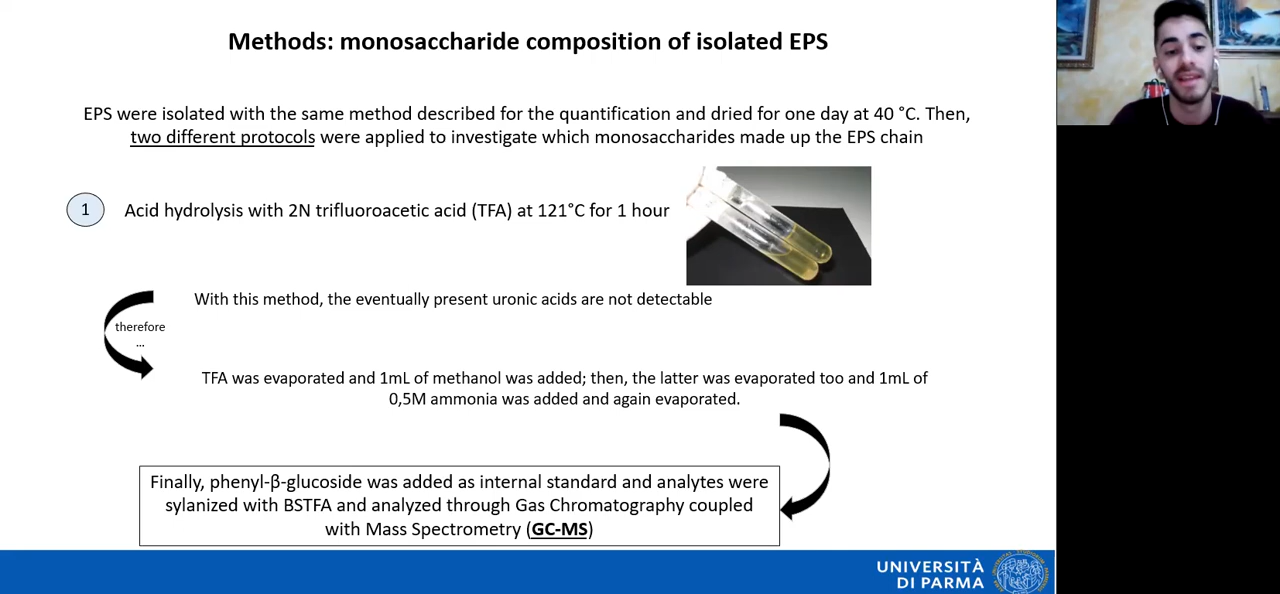 Methods: monosaccharide composition of isolated EPS
EPS were isolated with the same method described for the quantification and dried for one day at 40 °C. Then,
two different protocols were applied to investigate which monosaccharides made up the EPS chain
1
Acid hydrolysis with 2N trifluoroacetic acid (TFA) at 121°C for 1 hour
With this method, the eventually present uronic acids are not detectable
therefore
...
TFA was evaporated and 1mL of methanol was added; then, the latter was evaporated too and 1mL of
0,5M ammonia was added and again evaporated.
Finally, phenyl-β-glucoside was added as internal standard and analytes were
sylanized with BSTFA and analyzed through Gas Chromatography coupled
with Mass Spectrometry (GC-MS)
UNIVERSITÀ
DI PARMA